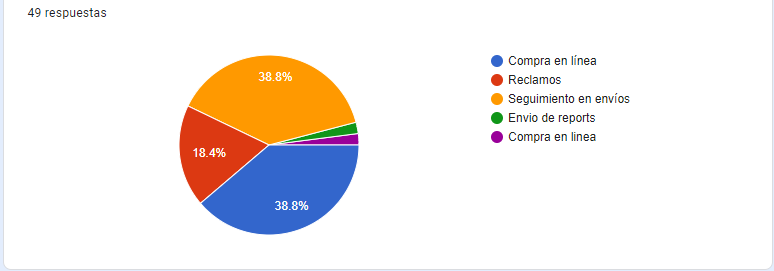 49 respuestas
38.8%
18.4%
38.8%
Compra en línea
Reclamos
Seguimiento en envíos
Envio de reports
Compra en linea